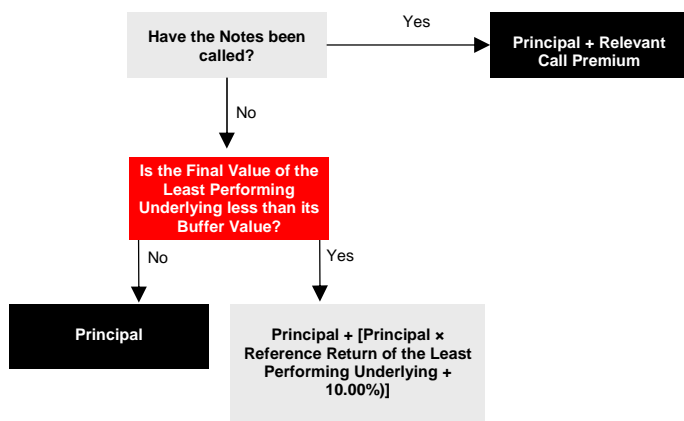 Have the Notes been
called?
Yes
Principal + Relevant
Call Premium
No
Is the Final Value of the
Least Performing
Underlying less than its
Buffer Value?
No
Yes
Principal
Principal + [Principal ×
Reference Return of the Least
Performing Underlying +
10.00%)]